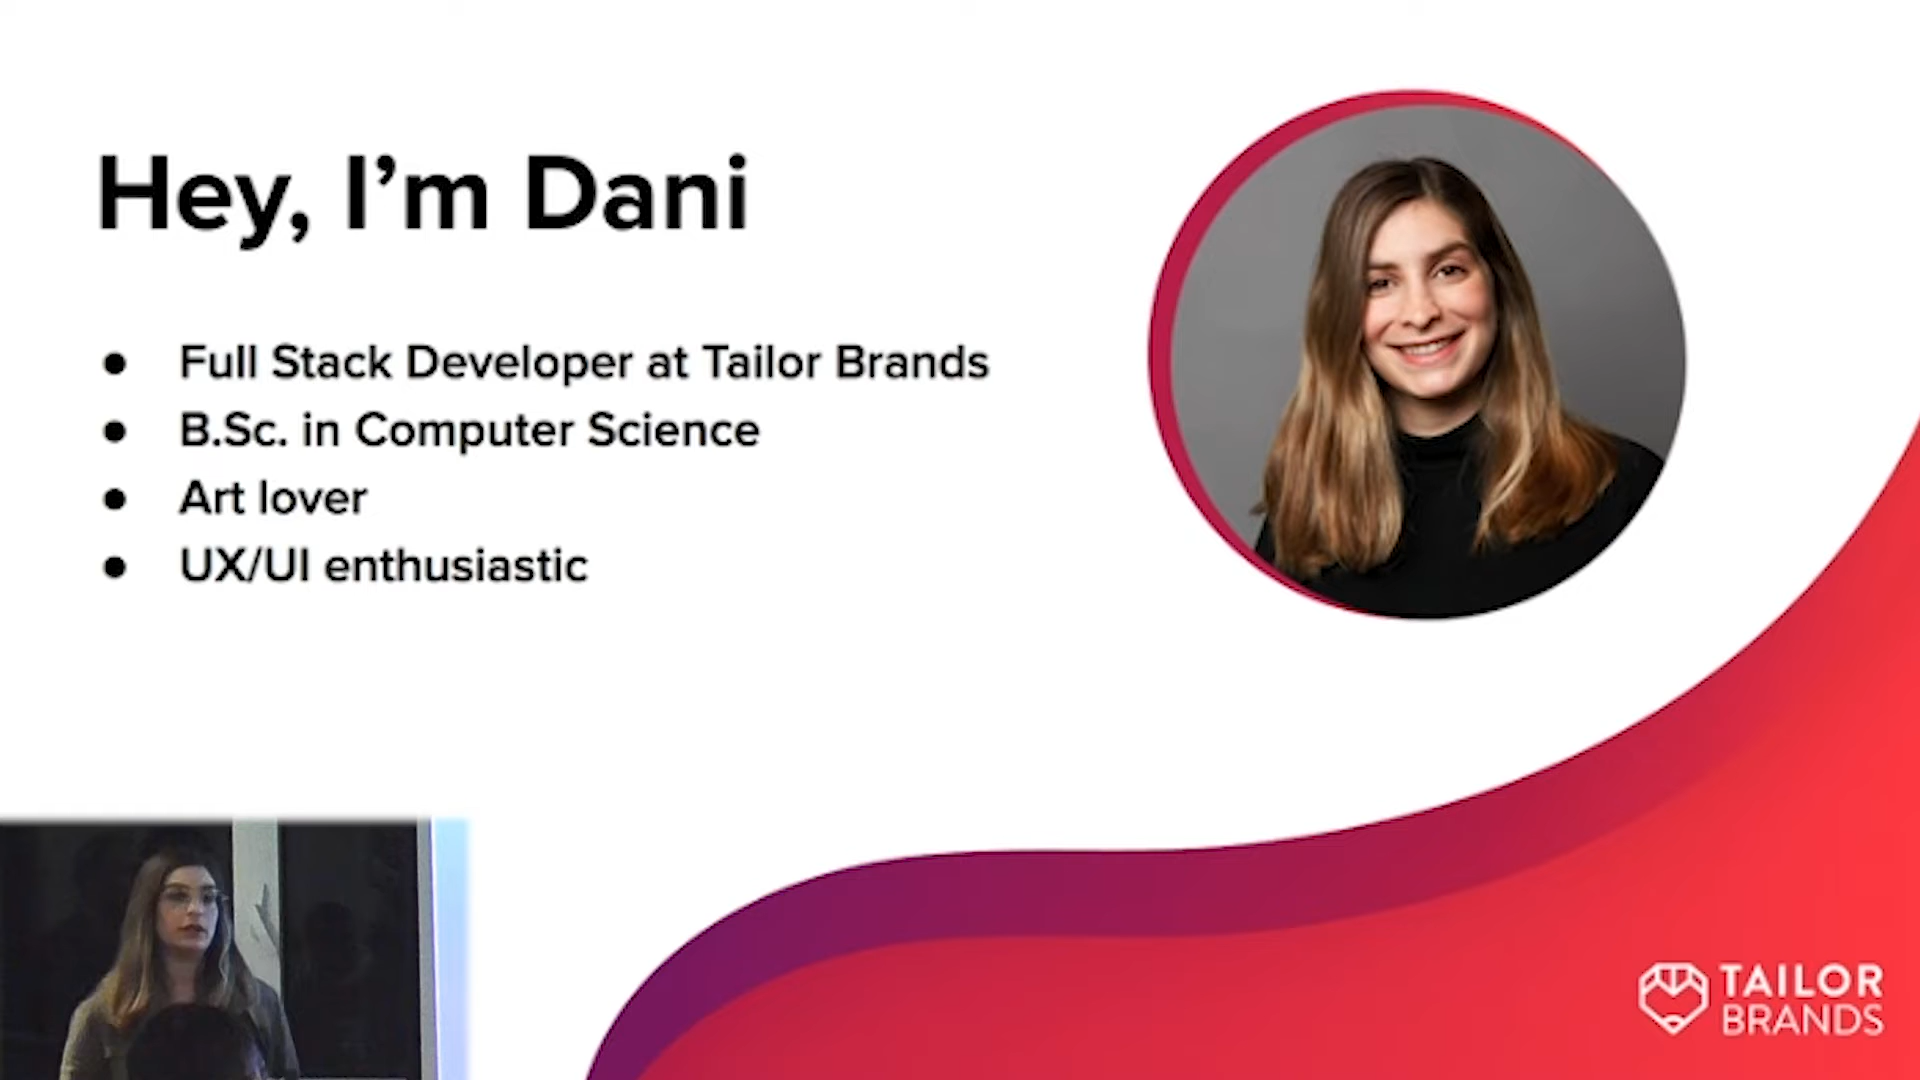 Hey, I’m Dani
● Full Stack Developer at Tailor Brands
● B.Sc. in Computer Science
● Art lover
● UX/UI enthusiastic
TAILOR
BRANDS